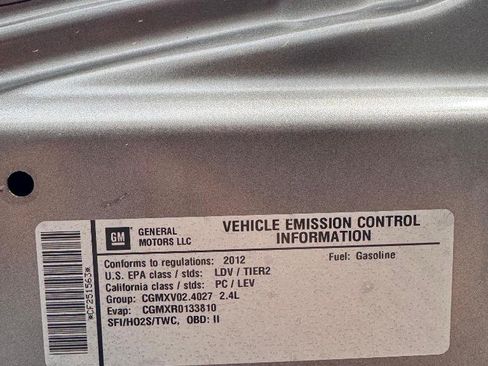 GM
GENERAL
MOTORS LLC
VEHICLE EMISSION CONTROL
INFORMATION
Conforms to regulations: 2012
Fuel: Gasoline
U.S. EPA class / stds: LDV / TIER2
California class / stds: PC / LEV
Group: CGMXV02.4027 2.4L
Evap: CGMXR0133810
SFI/HO2S/TWC, OBD: II
*CF251563*